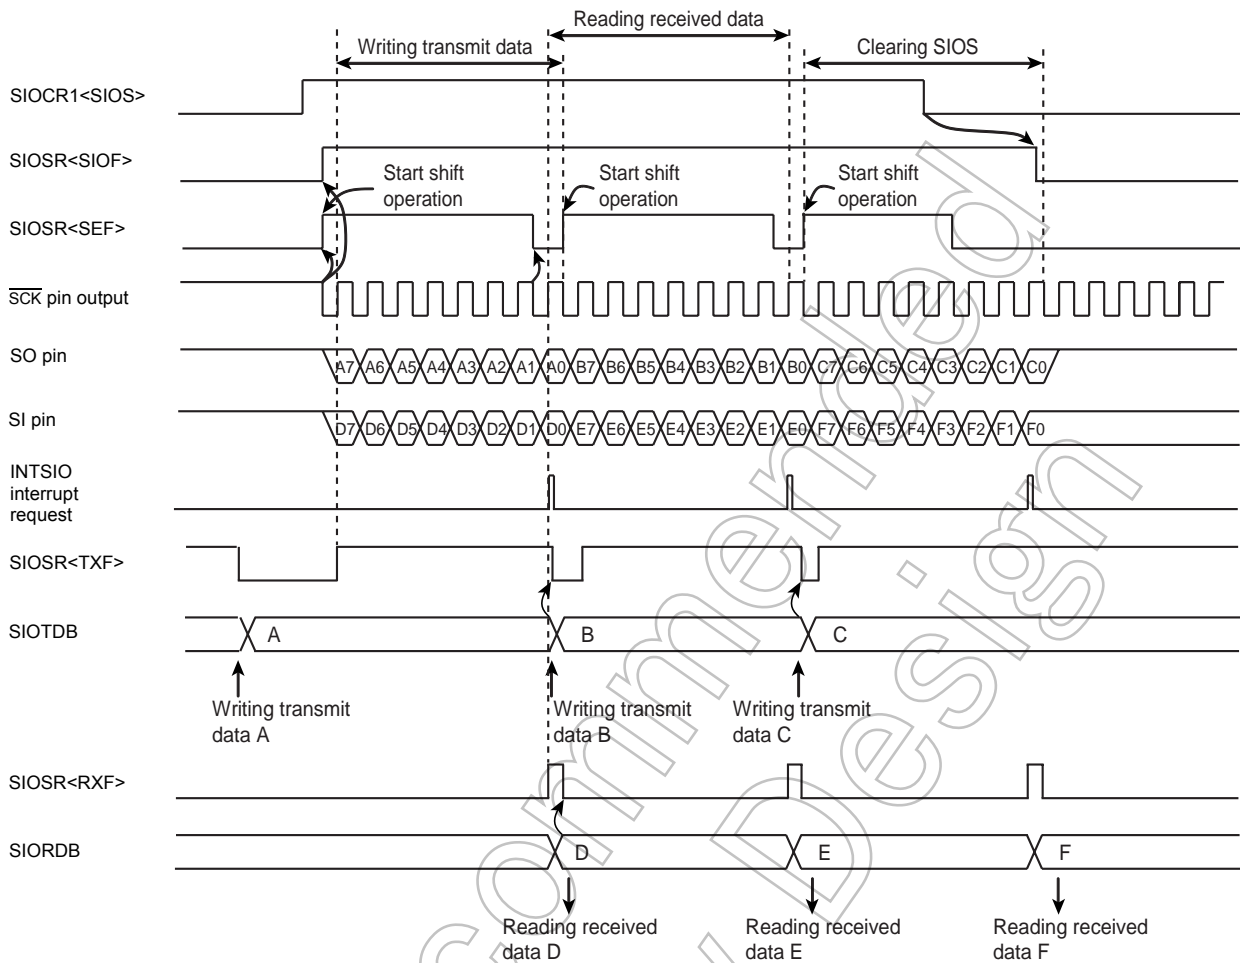 Reading received data
Writing transmit data
Clearing SIOS
SIOCR1<SIOS>
SIOSR<SIOF>
Start shift
operation
Start shift
operation
Start shift
operation
SIOSR<SEF>
SCK pin output
SO pin
A7 A6 A5 A4 A3 A2 A1 A0 B7 B6 B5 B4 B3 B2 B1 B0 C7 C6 C5 C4 C3 C2 C1 C0
SI pin
D7 D6 D5 D4 D3 D2 D1 D0 E7 E6 E5 E4 E3 E2 E1 E0 F7 F6 F5 F4 F3 F2 F1 F0
INTSIO
interrupt
request
SIOSR<TXF>
SIOTDB
A B C
Writing transmit
data A
Writing transmit
data B
Writing transmit
data C
SIOSR<RXF>
SIORDB
D E F
Reading received
data D
Reading received
data E
Reading received
data F
Design